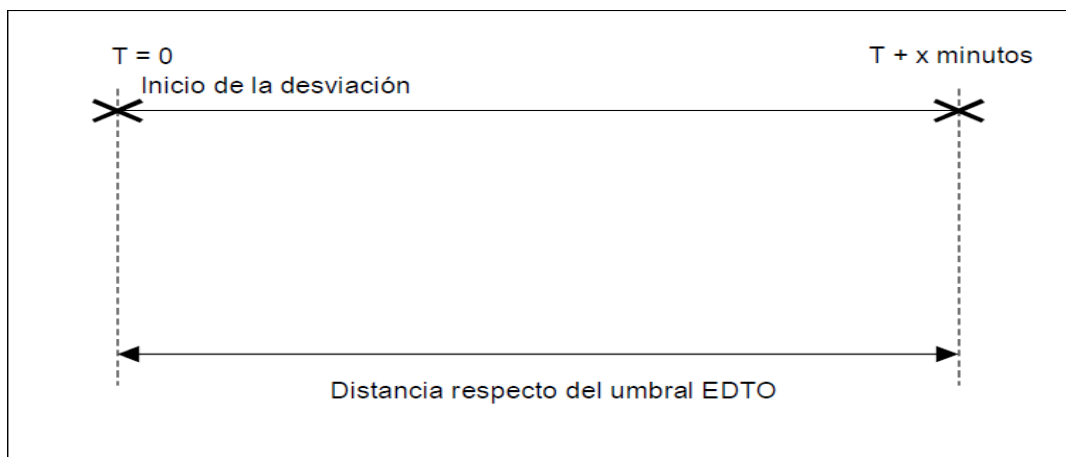 T = 0
T + x minutos
Inicio de la desviación
Distancia respecto del umbral EDTO